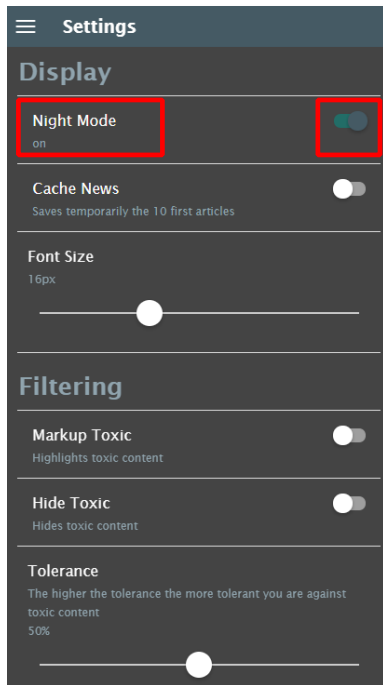 Settings
Display
Night Mode
on
Cache News
Saves temporarily the 10 first articles
Font Size
16px
Filtering
Markup Toxic
Highlights toxic content
Hide Toxic
Hides toxic content
Tolerance
The higher the tolerance the more tolerant you are against
toxic content
50%